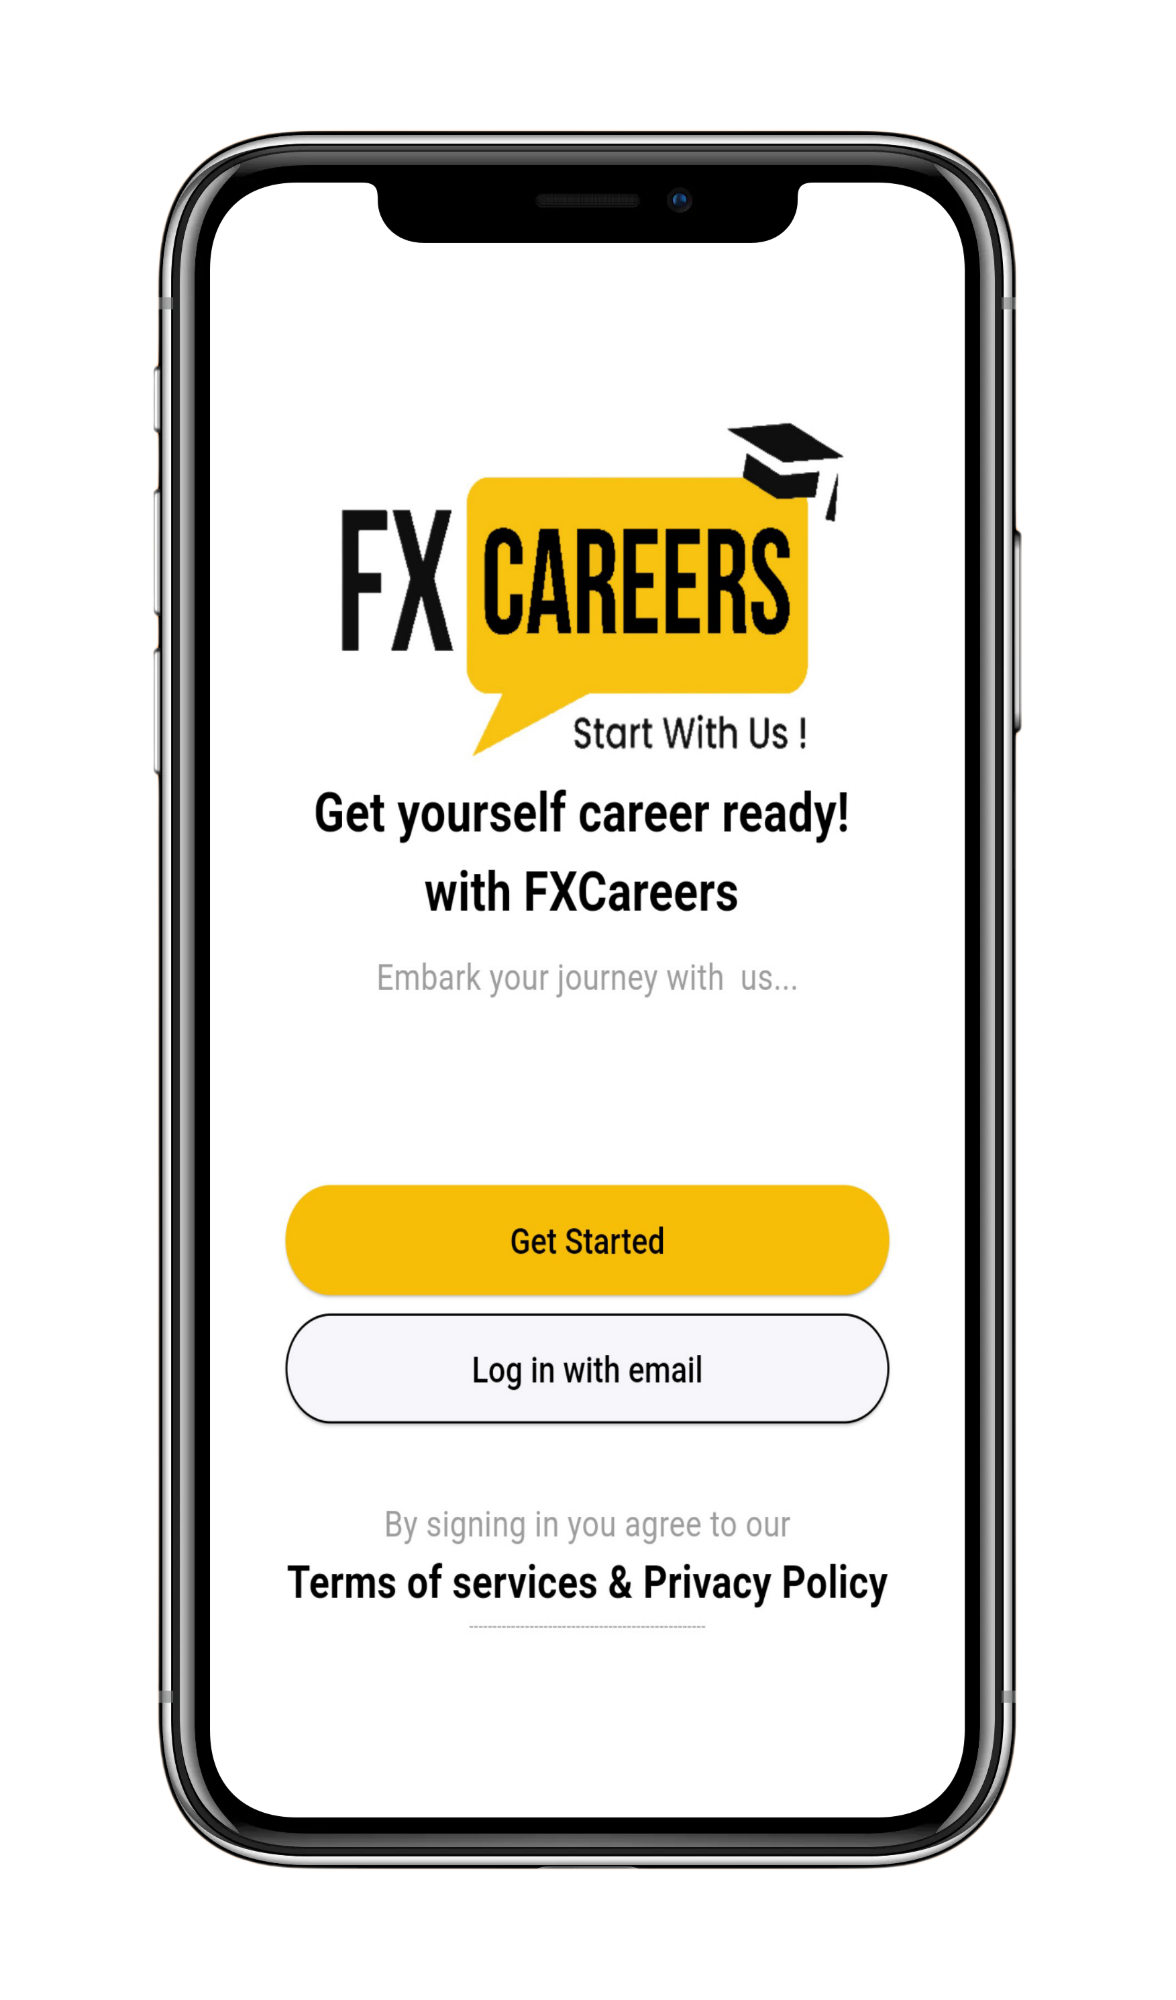 FX CAREERS
Start With Us !
Get yourself career ready!
with FXCareers
Embark your journey with  us...
Get Started
Log in with email
By signing in you agree to our
Terms of services & Privacy Policy